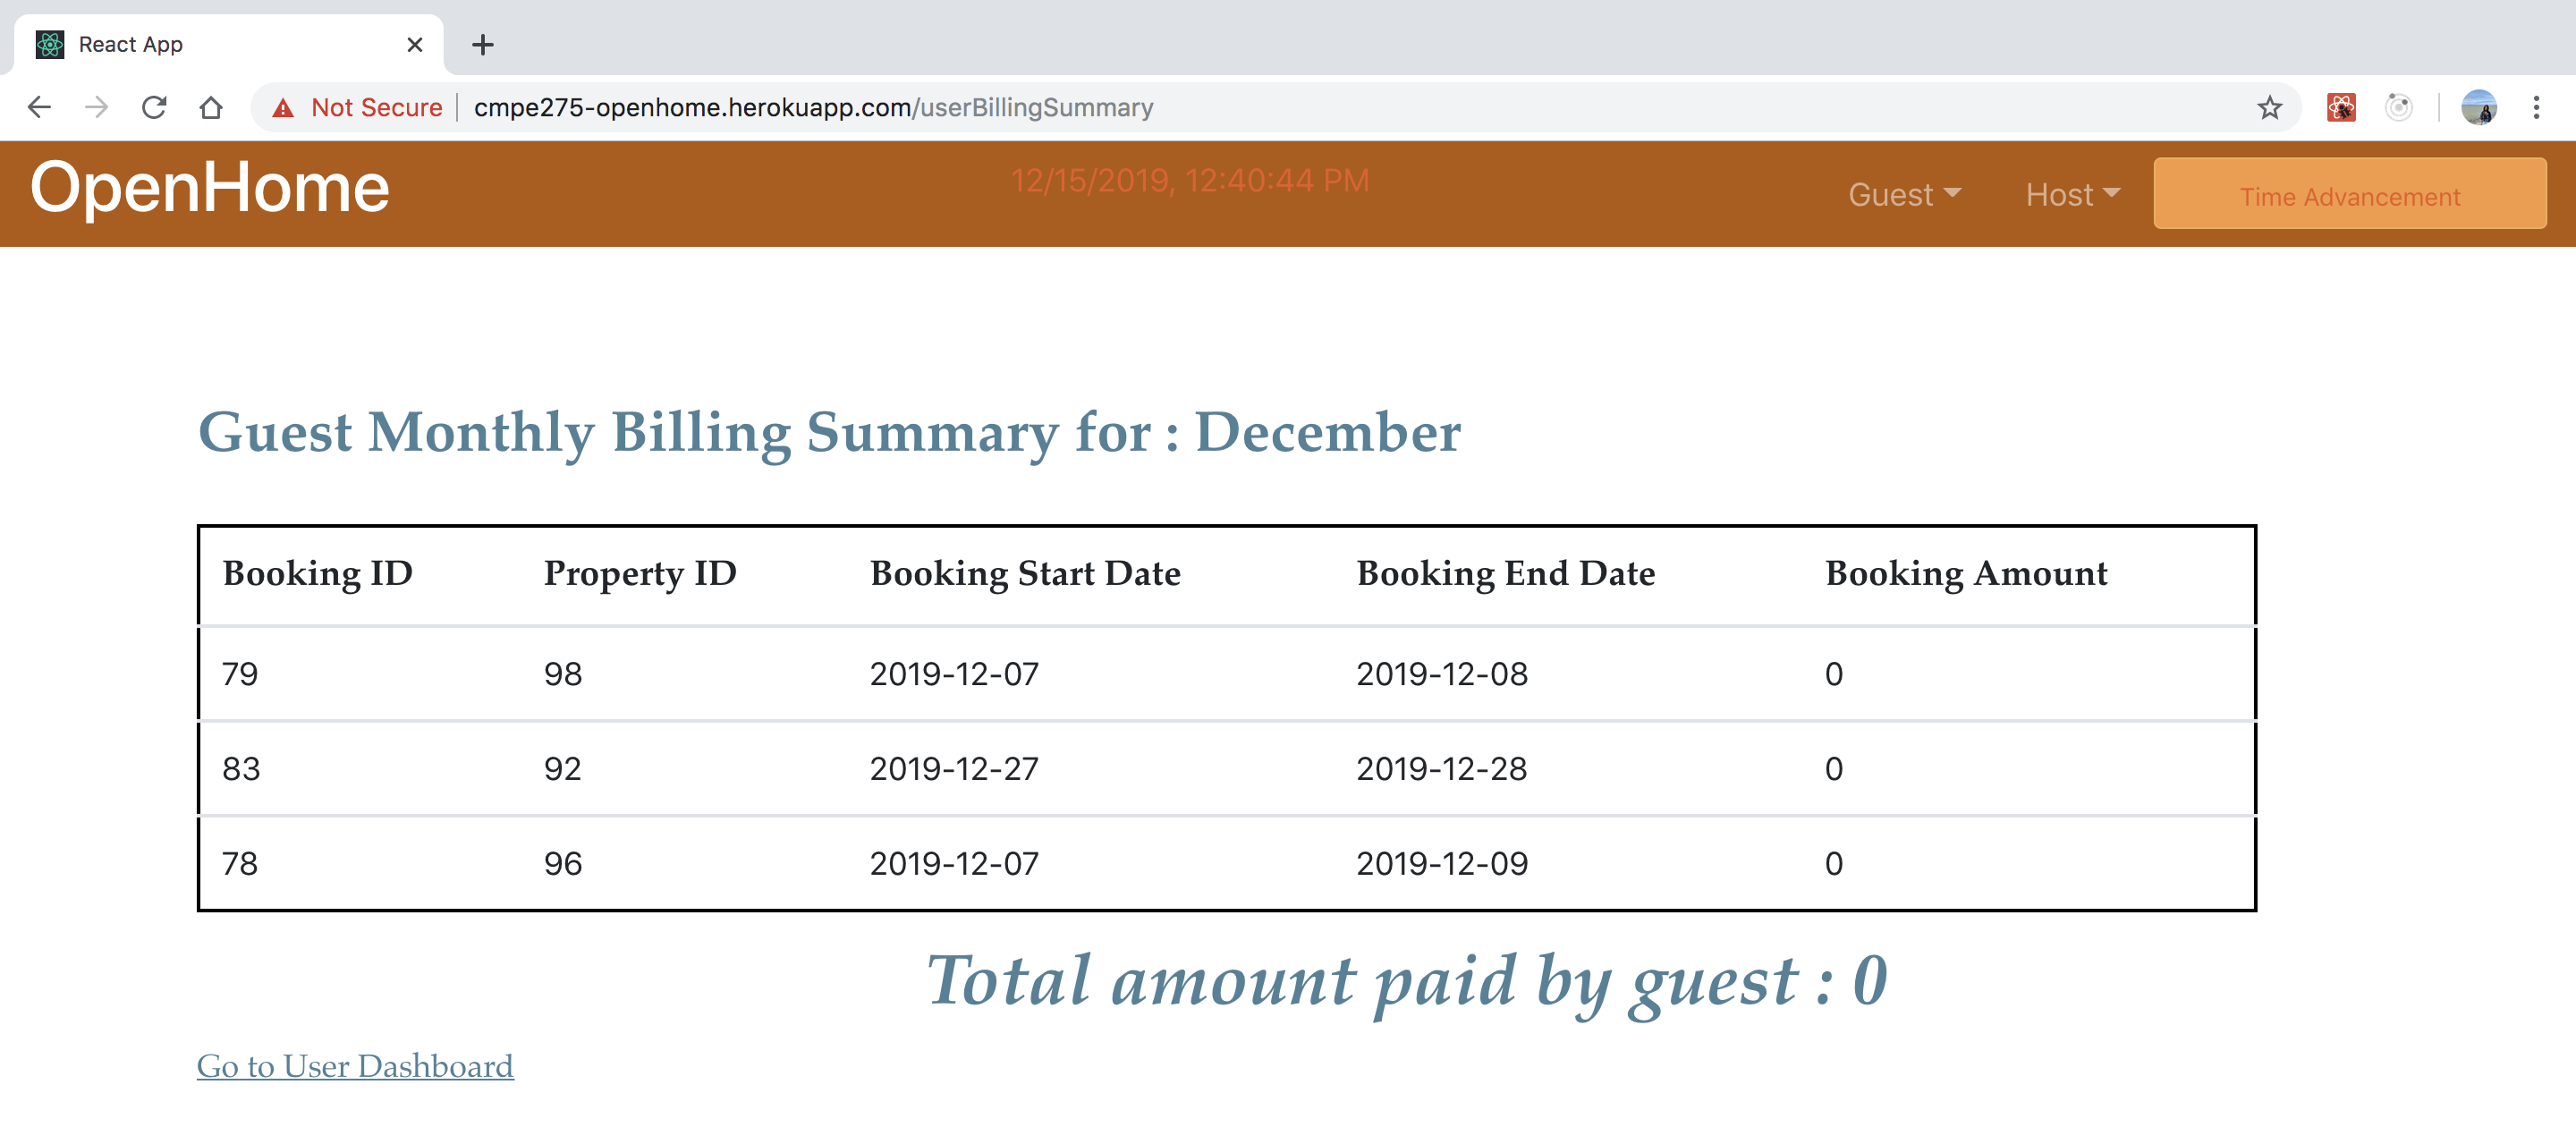 React App
Not Secure cmpe275-openhome.herokuapp.com/userBillingSummary
OpenHome 12/15/2019, 12:40:44 PM Guest Host Time Advancement
Guest Monthly Billing Summary for : December
Booking ID Property ID Booking Start Date Booking End Date Booking Amount
79 98 2019-12-07 2019-12-08 0
83 92 2019-12-27 2019-12-28 0
78 96 2019-12-07 2019-12-09 0
Total amount paid by guest : 0
Go to User Dashboard